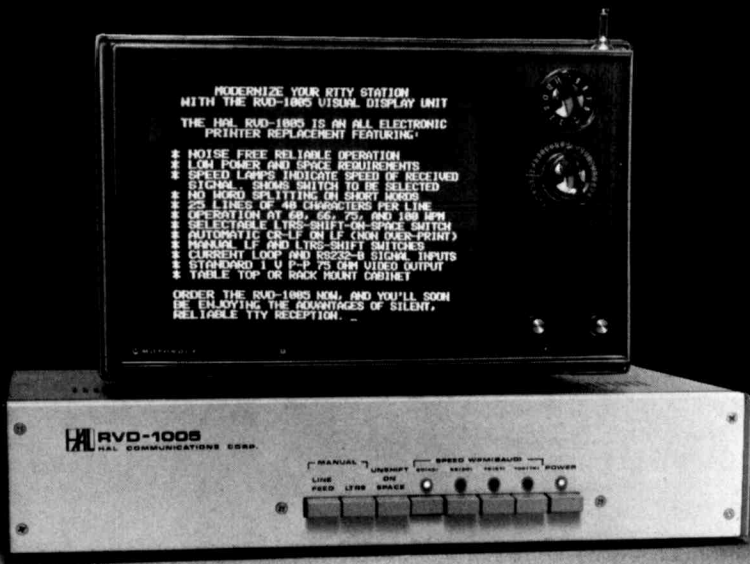 MODERNIZE YOUR RTTY STATION
WITH THE RVD-1005 VISUAL DISPLAY UNIT
THE HAL RVD-1005 IS AN ALL ELECTRONIC
PRINTER REPLACEMENT FEATURING:
* NOISE FREE RELIABLE OPERATION
* LOW POWER AND SPACE REQUIREMENTS
* SPEED LAMPS INDICATE SPEED OF RECEIVED
SIGNAL. SHOWS SWITCH TO BE SELECTED
* NO WORD SPLITTING ON SHORT WORDS
* 25 LINES OF 40 CHARACTERS PER LINE
* OPERATION AT 60, 66, 75, AND 100 WPM
* SELECTABLE LTRS-SHIFT-ON-SPACE SWITCH
* AUTOMATIC CR-LF ON LF (NON OVER-PRINT)
* MANUAL LF AND LTRS-SHIFT SWITCHES
* CURRENT LOOP AND RS232-B SIGNAL INPUTS
* STANDARD 1 V P-P 75 OHM VIDEO OUTPUT
* TABLE TOP OR RACK MOUNT CABINET
ORDER THE RVD-1005 NOW, AND YOU'LL SOON
BE ENJOYING THE ADVANTAGES OF SILENT,
RELIABLE TTY RECEPTION. _
MOTOROLA
HAL RVD-1005
HAL COMMUNICATIONS CORP.
MANUAL
LINE FEED
LTRS
UNSHIFT ON SPACE
SPEED WPM(BAUD)
POWER